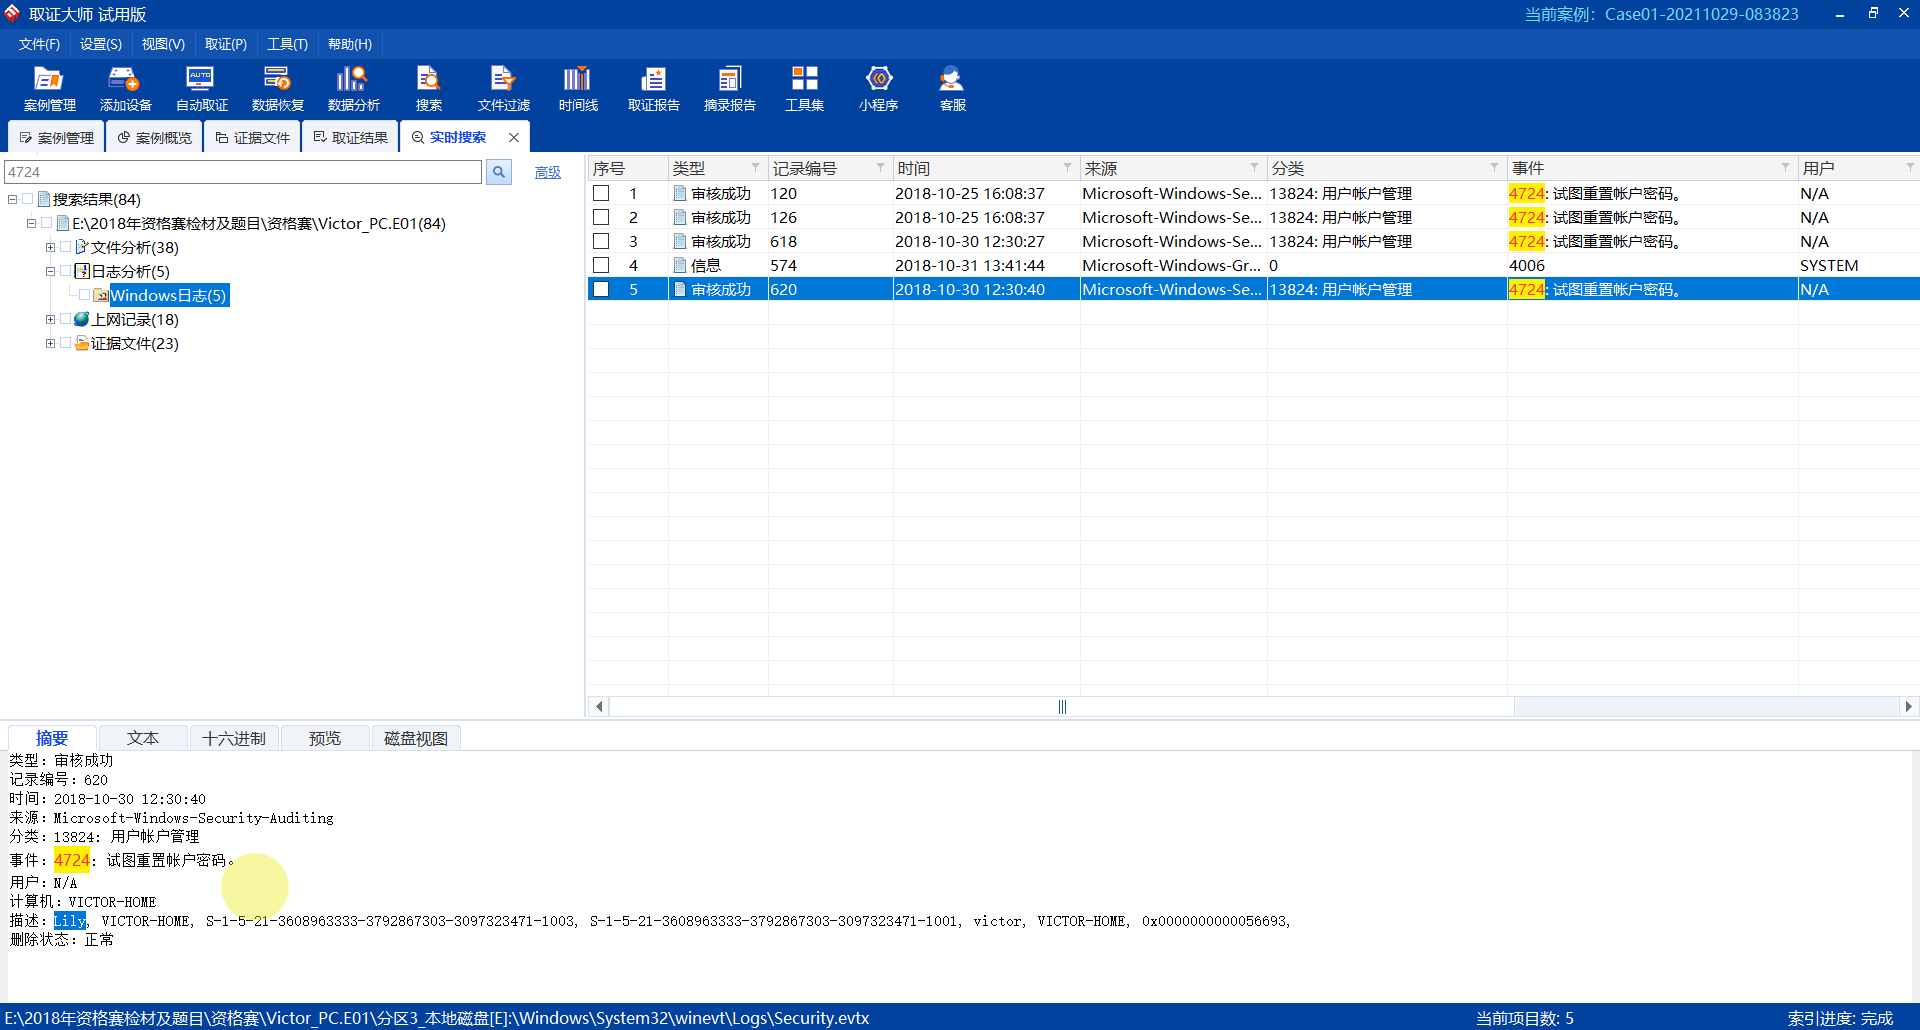 取证大师 试用版
当前案例：Case01-20211029-083823
文件(F) 设置(S) 视图(V) 取证(P) 工具(T) 帮助(H)
AUTO
案例管理 添加设备 自动取证 数据恢复 数据分析 搜索 文件过滤 时间线 取证报告 摘录报告 工具集 小程序 客服
案例管理 案例概览 证据文件 取证结果 实时搜索
4724 高级
搜索结果(84)
E:\2018年资格赛检材及题目\资格赛\Victor_PC.E01(84)
文件分析(38)
日志分析(5)
Windows日志(5)
上网记录(18)
证据文件(23)
序号 类型 记录编号 时间 来源 分类 事件 用户
1 审核成功 120 2018-10-25 16:08:37 Microsoft-Windows-Se... 13824: 用户帐户管理 4724: 试图重置帐户密码。 N/A
2 审核成功 126 2018-10-25 16:08:37 Microsoft-Windows-Se... 13824: 用户帐户管理 4724: 试图重置帐户密码。 N/A
3 审核成功 618 2018-10-30 12:30:27 Microsoft-Windows-Se... 13824: 用户帐户管理 4724: 试图重置帐户密码。 N/A
4 信息 574 2018-10-31 13:41:44 Microsoft-Windows-Gr... 0 4006 SYSTEM
5 审核成功 620 2018-10-30 12:30:40 Microsoft-Windows-Se... 13824: 用户帐户管理 4724: 试图重置帐户密码。 N/A
摘要 文本 十六进制 预览 磁盘视图
类型：审核成功
记录编号：620
时间：2018-10-30 12:30:40
来源：Microsoft-Windows-Security-Auditing
分类：13824: 用户帐户管理
事件：4724: 试图重置帐户密码。
用户：N/A
计算机：VICTOR-HOME
描述：Lily, VICTOR-HOME, S-1-5-21-3608963333-3792867303-3097323471-1003, S-1-5-21-3608963333-3792867303-3097323471-1001, victor, VICTOR-HOME, 0x0000000000056693,
删除状态：正常
E:\2018年资格赛检材及题目\资格赛\Victor_PC.E01\分区3_本地磁盘[E]:\Windows\System32\winevt\Logs\Security.evtx
当前项目数: 5
索引进度: 完成